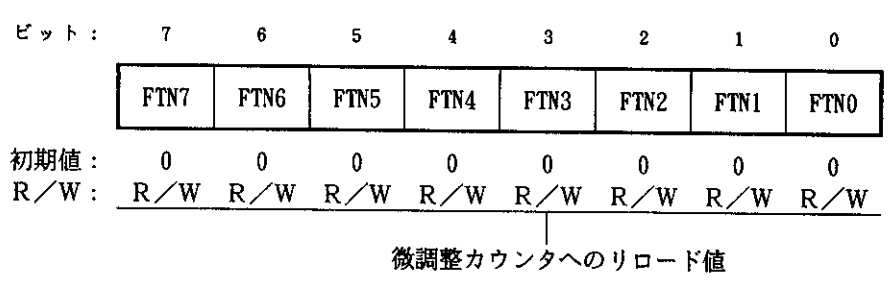 ビット： 7 6 5 4 3 2 1 0
FTN7 FTN6 FTN5 FTN4 FTN3 FTN2 FTN1 FTN0
初期値： 0 0 0 0 0 0 0 0
R／W： R／W R／W R／W R／W R／W R／W R／W R／W
微調整カウンタへのリロード値